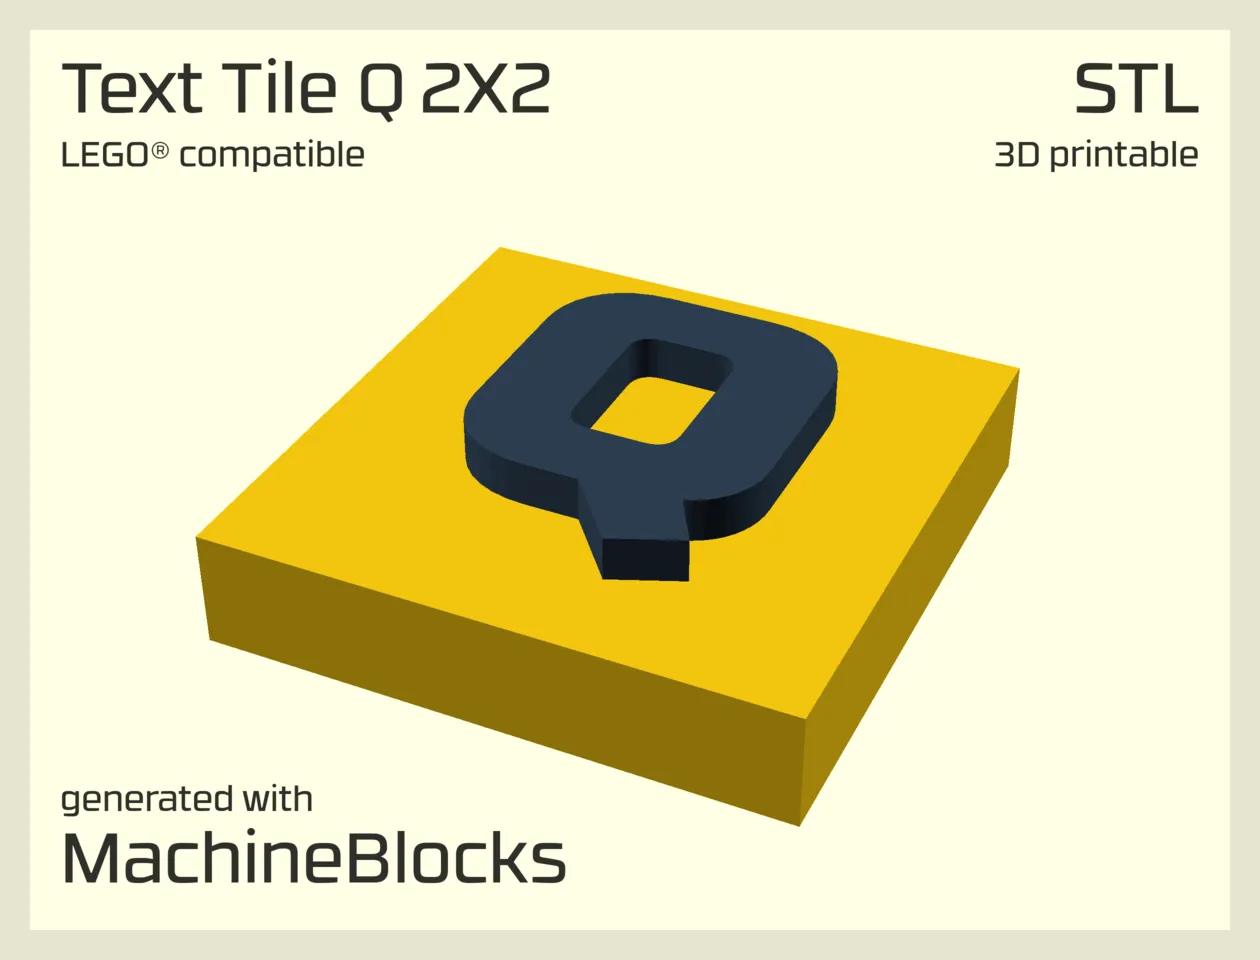 Text Tile Q 2X2
STL
LEGO® compatible
3D printable
Q
generated with
MachineBlocks